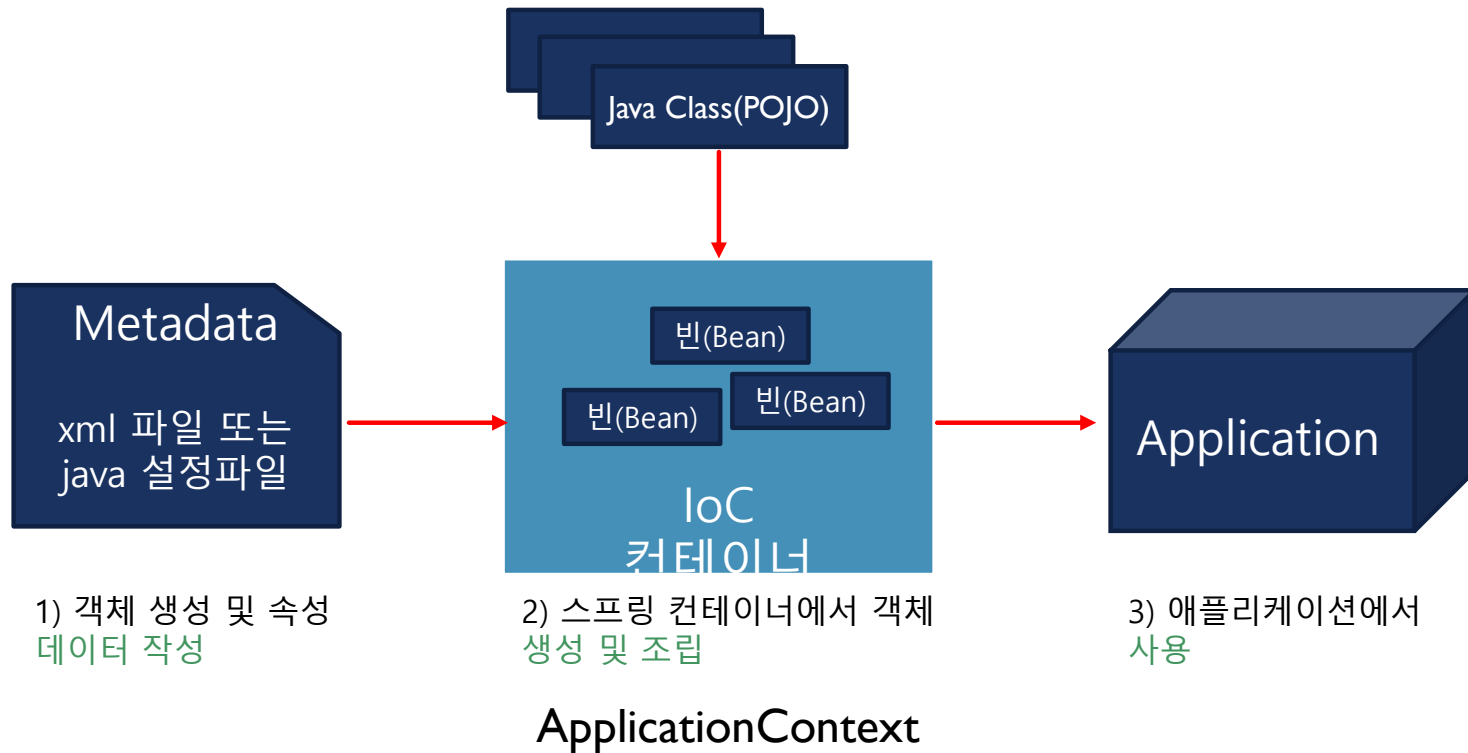 Java Class(POJO)
Metadata
xml 파일 또는
java 설정파일
빈(Bean)
빈(Bean)
빈(Bean)
IoC
컨테이너
Application
1) 객체 생성 및 속성
데이터 작성
2) 스프링 컨테이너에서 객체
생성 및 조립
3) 애플리케이션에서
사용
ApplicationContext